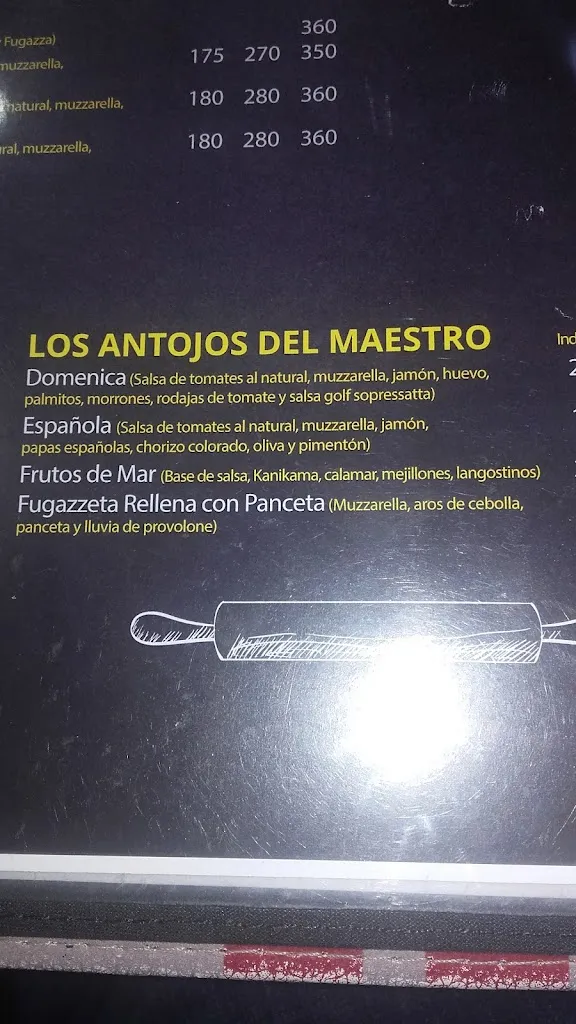 360
Fugazza)
muzzarella, 175 270 350
natural, muzzarella, 180 280 360
muzzarella, 180 280 360
LOS ANTOJOS DEL MAESTRO
Domenica (Salsa de tomates al natural, muzzarella, jamón, huevo,
palmitos, morrones, rodajas de tomate y salsa golf sopressatta)
Española (Salsa de tomates al natural, muzzarella, jamón,
papas españolas, chorizo colorado, oliva y pimentón)
Frutos de Mar (Base de salsa, Kanikama, calamar, mejillones, langostinos)
Fugazzeta Rellena con Panceta (Muzzarella, aros de cebolla,
panceta y lluvia de provolone)